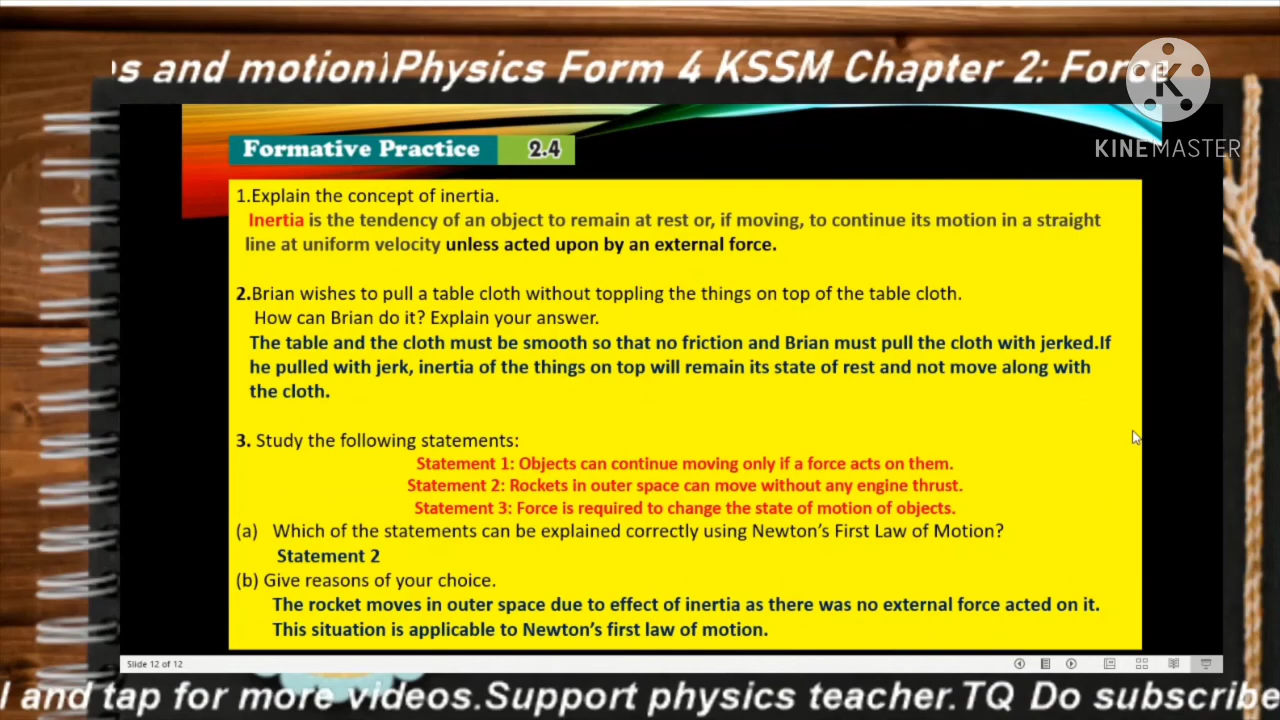 s and motion\Physics Form 4 KSSM Chapter 2: Force
KINEMASTER
Formative Practice 2.4
1.Explain the concept of inertia.
Inertia is the tendency of an object to remain at rest or, if moving, to continue its motion in a straight
line at uniform velocity unless acted upon by an external force.
2.Brian wishes to pull a table cloth without toppling the things on top of the table cloth.
How can Brian do it? Explain your answer.
The table and the cloth must be smooth so that no friction and Brian must pull the cloth with jerked.If
he pulled with jerk, inertia of the things on top will remain its state of rest and not move along with
the cloth.
3. Study the following statements:
Statement 1: Objects can continue moving only if a force acts on them.
Statement 2: Rockets in outer space can move without any engine thrust.
Statement 3: Force is required to change the state of motion of objects.
(a) Which of the statements can be explained correctly using Newton's First Law of Motion?
Statement 2
(b) Give reasons of your choice.
The rocket moves in outer space due to effect of inertia as there was no external force acted on it.
This situation is applicable to Newton's first law of motion.
Slide 12 of 12
l and tap for more videos.Support physics teacher.TQ Do subscribe